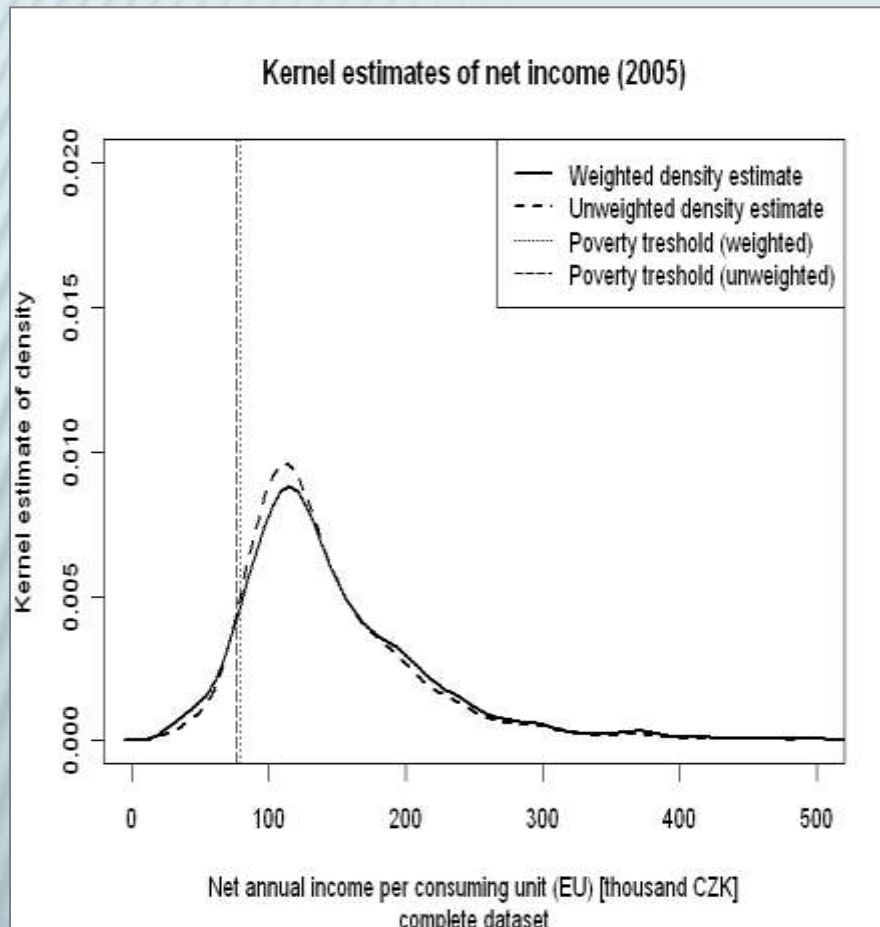 Kernel estimates of net income (2005)
Weighted density estimate
Unweighted density estimate
Poverty treshold (weighted)
Poverty treshold (unweighted)
Kernel estimate of density
0.020
0.015
0.010
0.005
0.000
0 100 200 300 400 500
Net annual income per consuming unit (EU) [thousand CZK]
complete dataset